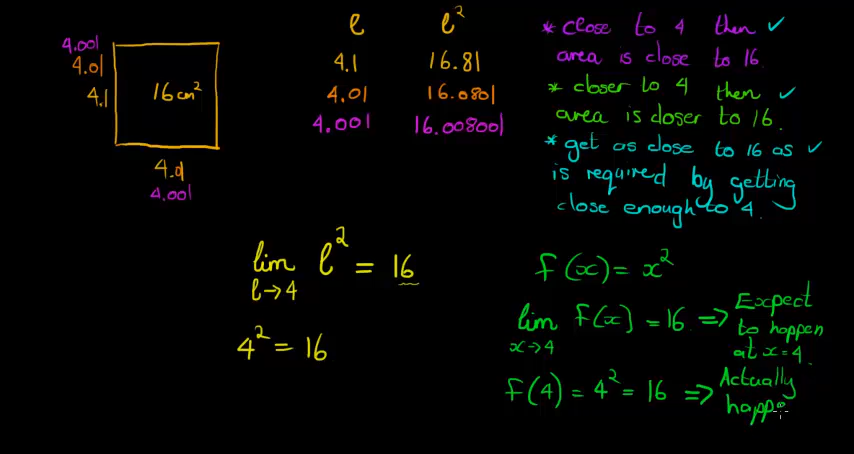 4.001
4.01
4.1
16 cm²
4.01
4.001
l l²
4.1 16.81
4.01 16.0801
4.001 16.008001
* close to 4 then ✓
area is close to 16.
* closer to 4 then ✓
area is closer to 16.
* get as close to 16 as ✓
is required by getting
close enough to 4.
lim l² = 16
l→4
4² = 16
f(x) = x²
lim f(x) = 16 ⇒ Expect
x→4 to happen
at x=4.
f(4) = 4² = 16 ⇒ Actually
happe